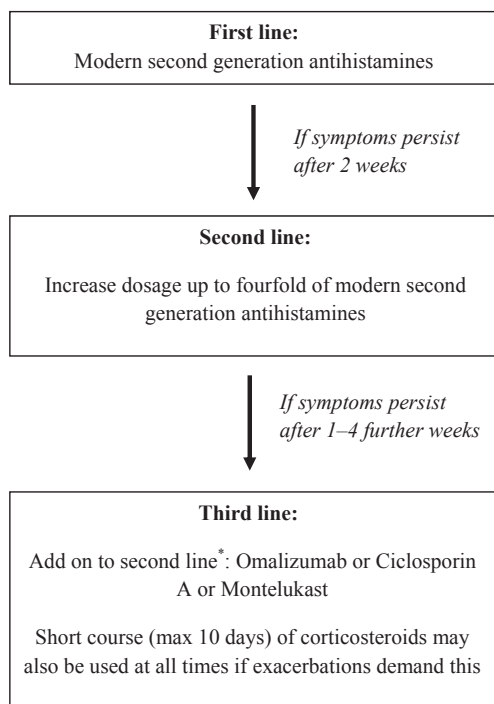 First line:
Modern second generation antihistamines
If symptoms persist
after 2 weeks
Second line:
Increase dosage up to fourfold of modern second
generation antihistamines
If symptoms persist
after 1–4 further weeks
Third line:
Add on to second line*: Omalizumab or Ciclosporin
A or Montelukast
Short course (max 10 days) of corticosteroids may
also be used at all times if exacerbations demand this